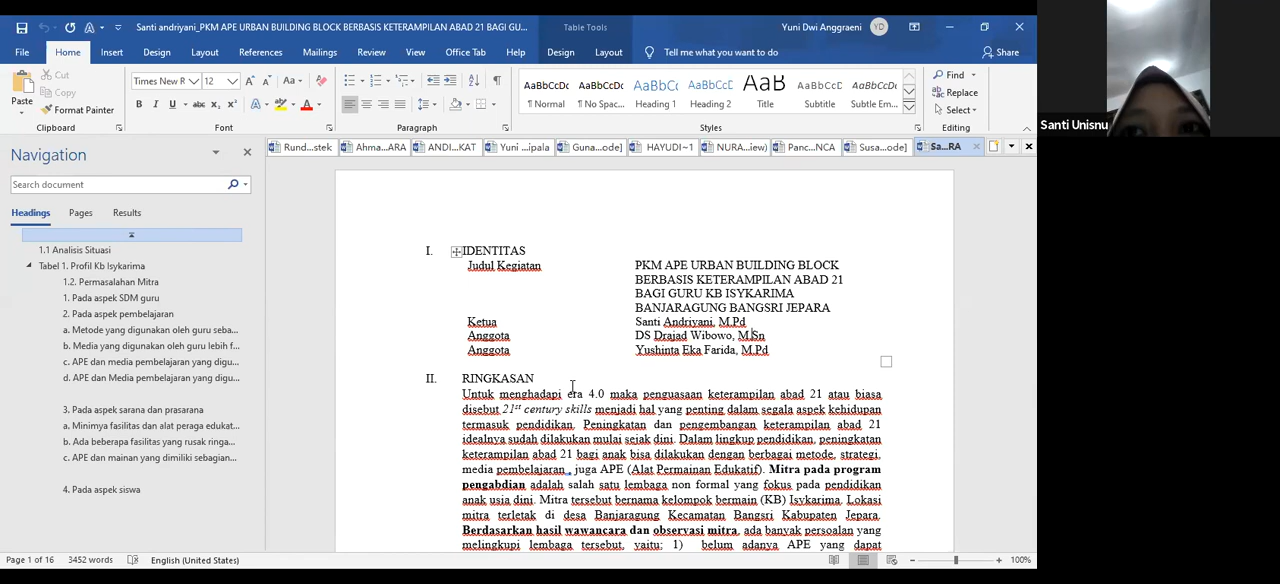 Santi andriyani_PKM APE URBAN BUILDING BLOCK BERBASIS KETERAMPILAN ABAD 21 BAGI GU...
Table Tools
Yuni Dwi Anggraeni
YD
File Home Insert Design Layout References Mailings Review View Office Tab Help Design Layout Tell me what you want to do Share
Paste
Cut
Copy
Format Painter
Times New R 12
AaBbCcDc AaBbCcDc AaBbCc AaBbCcC AaB AaBbCcD AaBbCcDc
¶ Normal ¶ No Spac... Heading 1 Heading 2 Title Subtitle Subtle Em...
Find
Replace
Select
Clipboard Font Paragraph Styles Editing
Santi Unisnu
Rund...stek Ahma...ARA ANDI...KAT Yuni ...ipala Guna...ode] HAYUDI~1 NURA...iew) Panc...NCA Susa...ode] Sa...RA
Navigation
Search document
Headings Pages Results
1.1 Analisis Situasi
Tabel 1. Profil Kb Isykarima
1.2. Permasalahan Mitra
1. Pada aspek SDM guru
2. Pada aspek pembelajaran
a. Metode yang digunakan oleh guru seba...
b. Media yang digunakan oleh guru lebih f...
c. APE dan media pembelajaran yang digu...
d. APE dan Media pembelajaran yang digu...
3. Pada aspek sarana dan prasarana
a. Minimya fasilitas dan alat peraga edukat...
b. Ada beberapa fasilitas yang rusak ringa...
c. APE dan mainan yang dimiliki sebagian...
4. Pada aspek siswa
I. IDENTITAS
Judul Kegiatan PKM APE URBAN BUILDING BLOCK
BERBASIS KETERAMPILAN ABAD 21
BAGI GURU KB ISYKARIMA
BANJARAGUNG BANGSRI JEPARA
Ketua Santi Andriyani, M.Pd
Anggota DS Drajad Wibowo, M.Sn
Anggota Yushinta Eka Farida, M.Pd
II. RINGKASAN
Untuk menghadapi era 4.0 maka penguasaan keterampilan abad 21 atau biasa
disebut 21st century skills menjadi hal yang penting dalam segala aspek kehidupan
termasuk pendidikan. Peningkatan dan pengembangan keterampilan abad 21
idealnya sudah dilakukan mulai sejak dini. Dalam lingkup pendidikan, peningkatan
keterampilan abad 21 bagi anak bisa dilakukan dengan berbagai metode, strategi,
media pembelajaran , juga APE (Alat Permainan Edukatif). Mitra pada program
pengabdian adalah salah satu lembaga non formal yang fokus pada pendidikan
anak usia dini. Mitra tersebut bernama kelompok bermain (KB) Isykarima. Lokasi
mitra terletak di desa Banjaragung Kecamatan Bangsri Kabupaten Jepara.
Berdasarkan hasil wawancara dan observasi mitra, ada banyak persoalan yang
melingkupi lembaga tersebut, yaitu: 1) belum adanya APE yang dapat
Page 1 of 16 3452 words English (United States) 100%